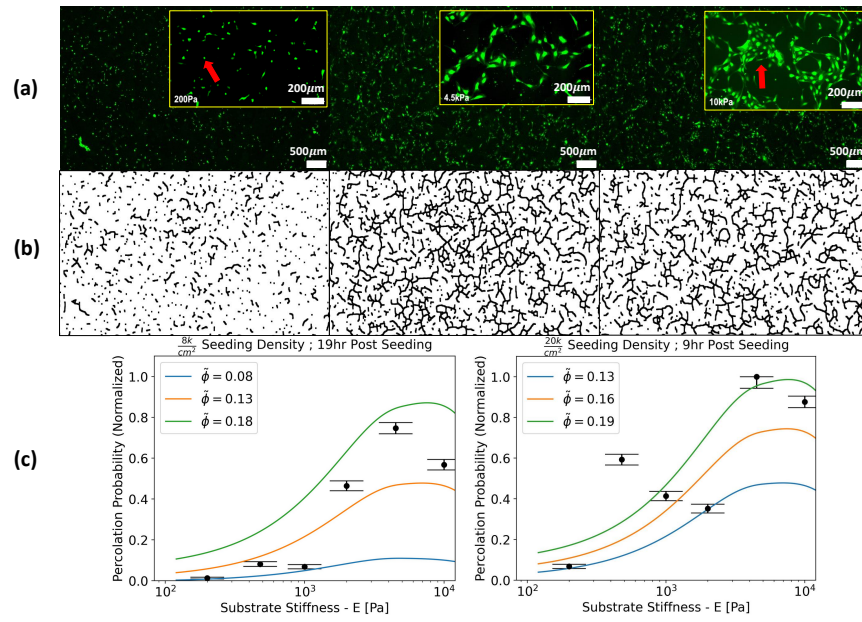 (a)
200Pa
200μm
500μm
4.5kPa
200μm
500μm
10kPa
200μm
500μm
(b)
(c)
8k/cm² Seeding Density ; 19hr Post Seeding
Percolation Probability (Normalized)
1.0
0.8
0.6
0.4
0.2
0.0
ϕ̃ = 0.08
ϕ̃ = 0.13
ϕ̃ = 0.18
10² 10³ 10⁴
Substrate Stiffness - E [Pa]
20k/cm² Seeding Density ; 9hr Post Seeding
Percolation Probability (Normalized)
1.0
0.8
0.6
0.4
0.2
0.0
ϕ̃ = 0.13
ϕ̃ = 0.16
ϕ̃ = 0.19
10² 10³ 10⁴
Substrate Stiffness - E [Pa]